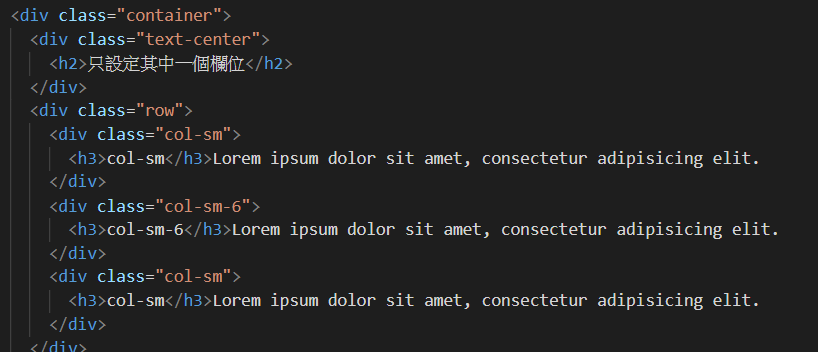 <div class="container">
<div class="text-center">
<h2>只設定其中一個欄位</h2>
</div>
<div class="row">
<div class="col-sm">
<h3>col-sm</h3>Lorem ipsum dolor sit amet, consectetur adipisicing elit.
</div>
<div class="col-sm-6">
<h3>col-sm-6</h3>Lorem ipsum dolor sit amet, consectetur adipisicing elit.
</div>
<div class="col-sm">
<h3>col-sm</h3>Lorem ipsum dolor sit amet, consectetur adipisicing elit.
</div>
</div>